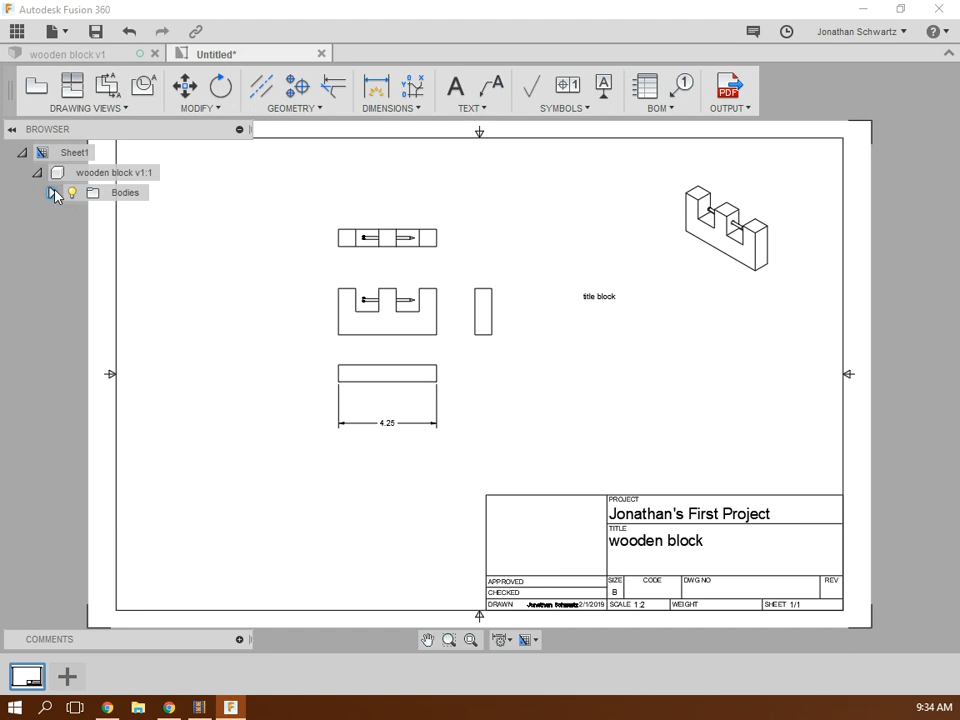 Autodesk Fusion 360
Jonathan Schwartz
wooden block v1
Untitled*
DRAWING VIEWS
MODIFY
GEOMETRY
DIMENSIONS
TEXT
SYMBOLS
BOM
OUTPUT
BROWSER
Sheet1
wooden block v1:1
Bodies
title block
4.25
PROJECT
Jonathan's First Project
TITLE
wooden block
APPROVED
CHECKED
DRAWN Jonathan Schwartz 2/1/2019
SIZE
B
CODE
DWG NO
REV
SCALE 1:2
WEIGHT
SHEET 1/1
COMMENTS
PDF
9:34 AM